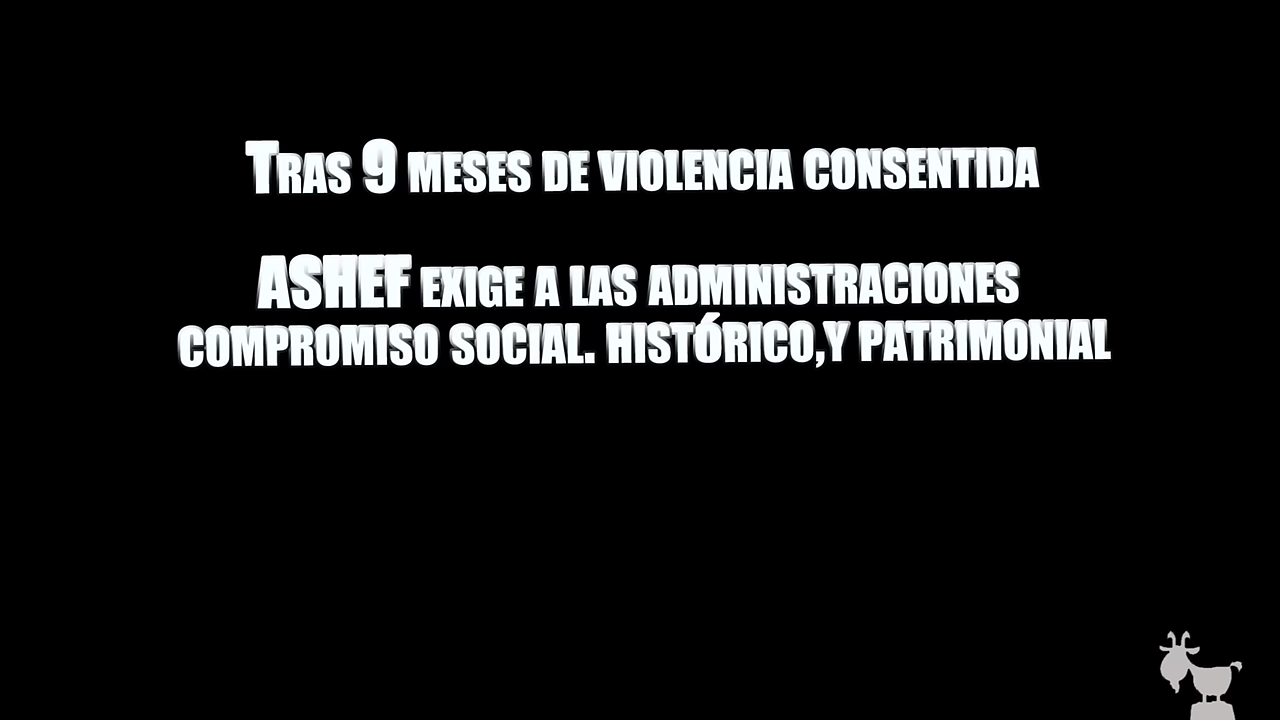 Tras 9 meses de violencia consentida
ASHEF exige a las administraciones
compromiso social. histórico,y patrimonial